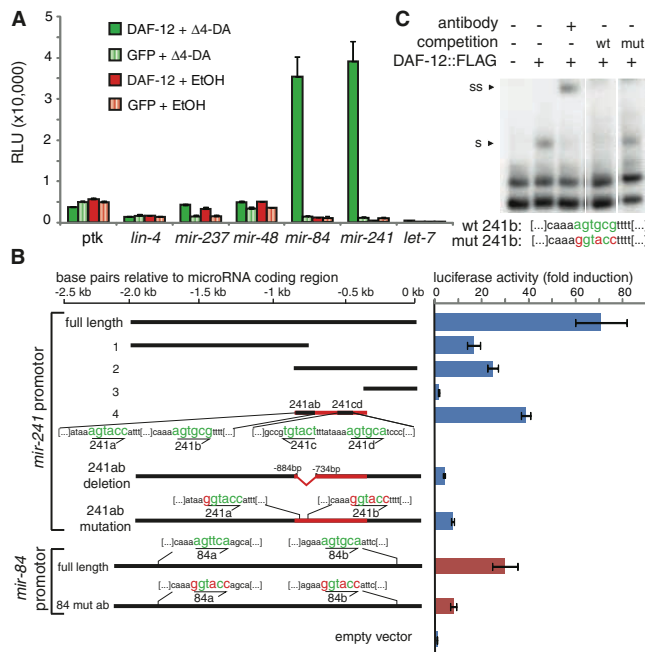 A
5
4
3
2
1
0
RLU (x10,000)
DAF-12 + Δ4-DA
GFP + Δ4-DA
DAF-12 + EtOH
GFP + EtOH
ptk lin-4 mir-237 mir-48 mir-84 mir-241 let-7
C
antibody - - + - -
competition - - - wt mut
DAF-12::FLAG - + + + +
ss
s
wt 241b: [...]caaaagtgcgtttt[...]
mut 241b: [...]caaaggtacctttt[...]
B
base pairs relative to microRNA coding region
-2.5 kb -2.0 kb -1.5 kb -1.0 kb -0.5 kb 0 kb
luciferase activity (fold induction)
0 20 40 60 80
mir-241 promotor
full length
1
2
3
4
241ab 241cd
[...]ataaagtaccattt[...]caaaagtgcgtttt[...]
[...]gccgtgtacttttataaaagtgcatccc[...]
241a 241b 241c 241d
241ab deletion
-884bp -734bp
[...]ataaggtaccattt[...]
[...]caaaggtacctttt[...]
241ab mutation
241a 241b
mir-84 promotor
[...]caaaagttcaagca[...]
[...]agaaagtgcaattc[...]
full length
84a 84b
[...]caaaggtaccagca[...]
[...]agaaggtaccattc[...]
84 mut ab
84a 84b
empty vector